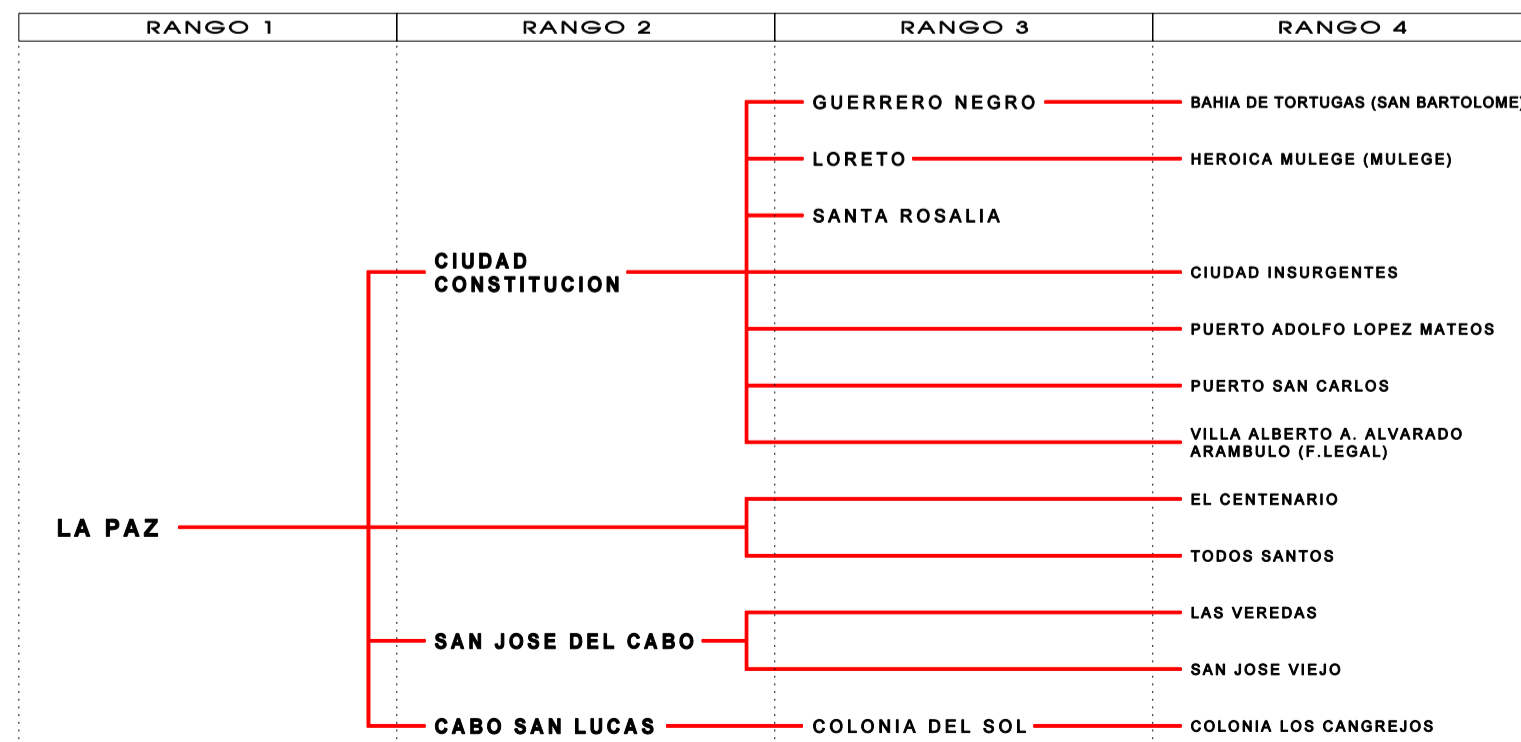 RANGO 1 RANGO 2 RANGO 3 RANGO 4
GUERRERO NEGRO BAHIA DE TORTUGAS (SAN BARTOLOME)
LORETO HEROICA MULEGE (MULEGE)
SANTA ROSALIA
CIUDAD
CONSTITUCION
CIUDAD INSURGENTES
PUERTO ADOLFO LOPEZ MATEOS
PUERTO SAN CARLOS
VILLA ALBERTO A. ALVARADO
ARAMBULO (F.LEGAL)
EL CENTENARIO
LA PAZ
TODOS SANTOS
LAS VEREDAS
SAN JOSE DEL CABO
SAN JOSE VIEJO
CABO SAN LUCAS COLONIA DEL SOL COLONIA LOS CANGREJOS